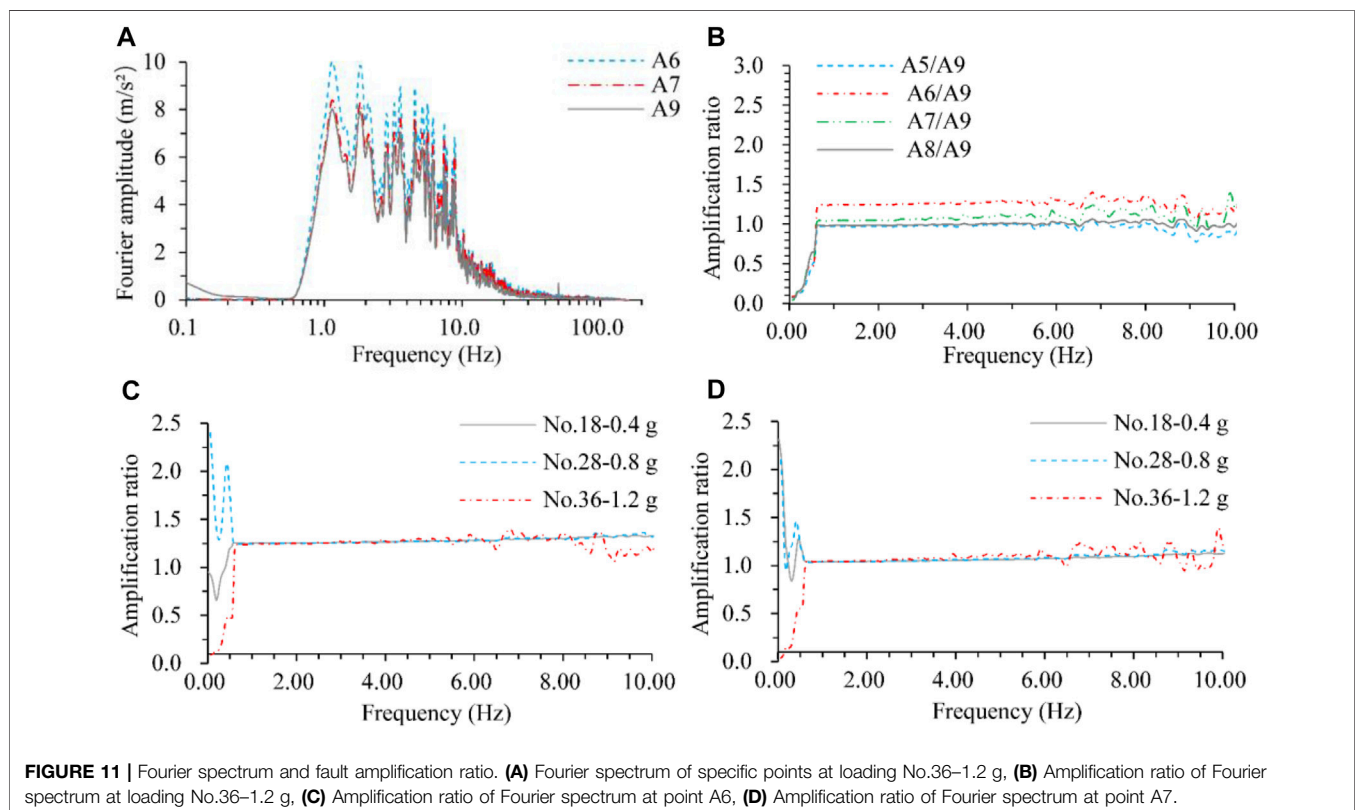 A
10
8
6
4
2
0
Fourier amplitude (m/s²)
0.1
1.0
10.0
100.0
Frequency (Hz)
A6
A7
A9
B
3.0
2.5
2.0
1.5
1.0
0.5
0.0
Amplification ratio
0.00
2.00
4.00
6.00
8.00
10.00
Frequency (Hz)
A5/A9
A6/A9
A7/A9
A8/A9
C
2.5
2.0
1.5
1.0
0.5
0.0
Amplification ratio
0.00
2.00
4.00
6.00
8.00
10.00
Frequency (Hz)
No.18-0.4 g
No.28-0.8 g
No.36-1.2 g
D
2.5
2.0
1.5
1.0
0.5
0.0
Amplification ratio
0.00
2.00
4.00
6.00
8.00
10.00
Frequency (Hz)
No.18-0.4 g
No.28-0.8 g
No.36-1.2 g
FIGURE 11 | Fourier spectrum and fault amplification ratio. (A) Fourier spectrum of specific points at loading No.36–1.2 g, (B) Amplification ratio of Fourier
spectrum at loading No.36–1.2 g, (C) Amplification ratio of Fourier spectrum at point A6, (D) Amplification ratio of Fourier spectrum at point A7.